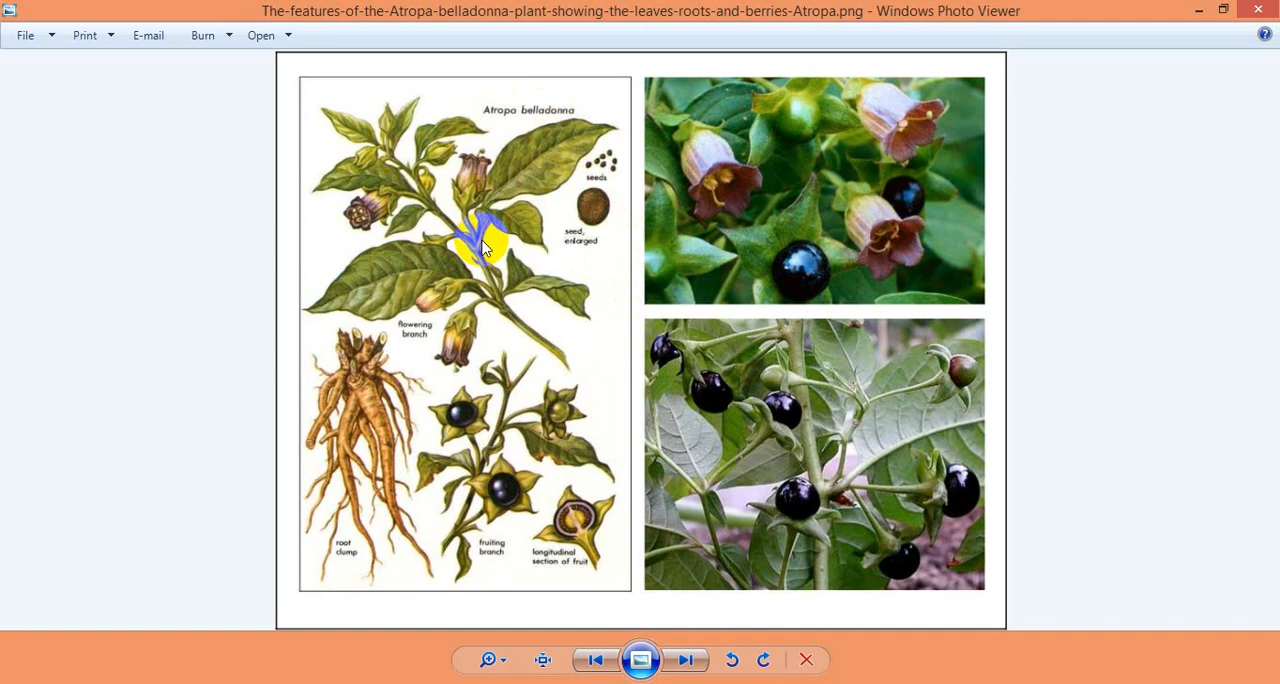 The-features-of-the-Atropa-belladonna-plant-showing-the-leaves-roots-and-berries-Atropa.png - Windows Photo Viewer
File Print E-mail Burn Open
Atropa belladonna
seeds
seed,
enlarged
flowering
branch
root
clump
fruiting
branch
longitudinal
section of fruit